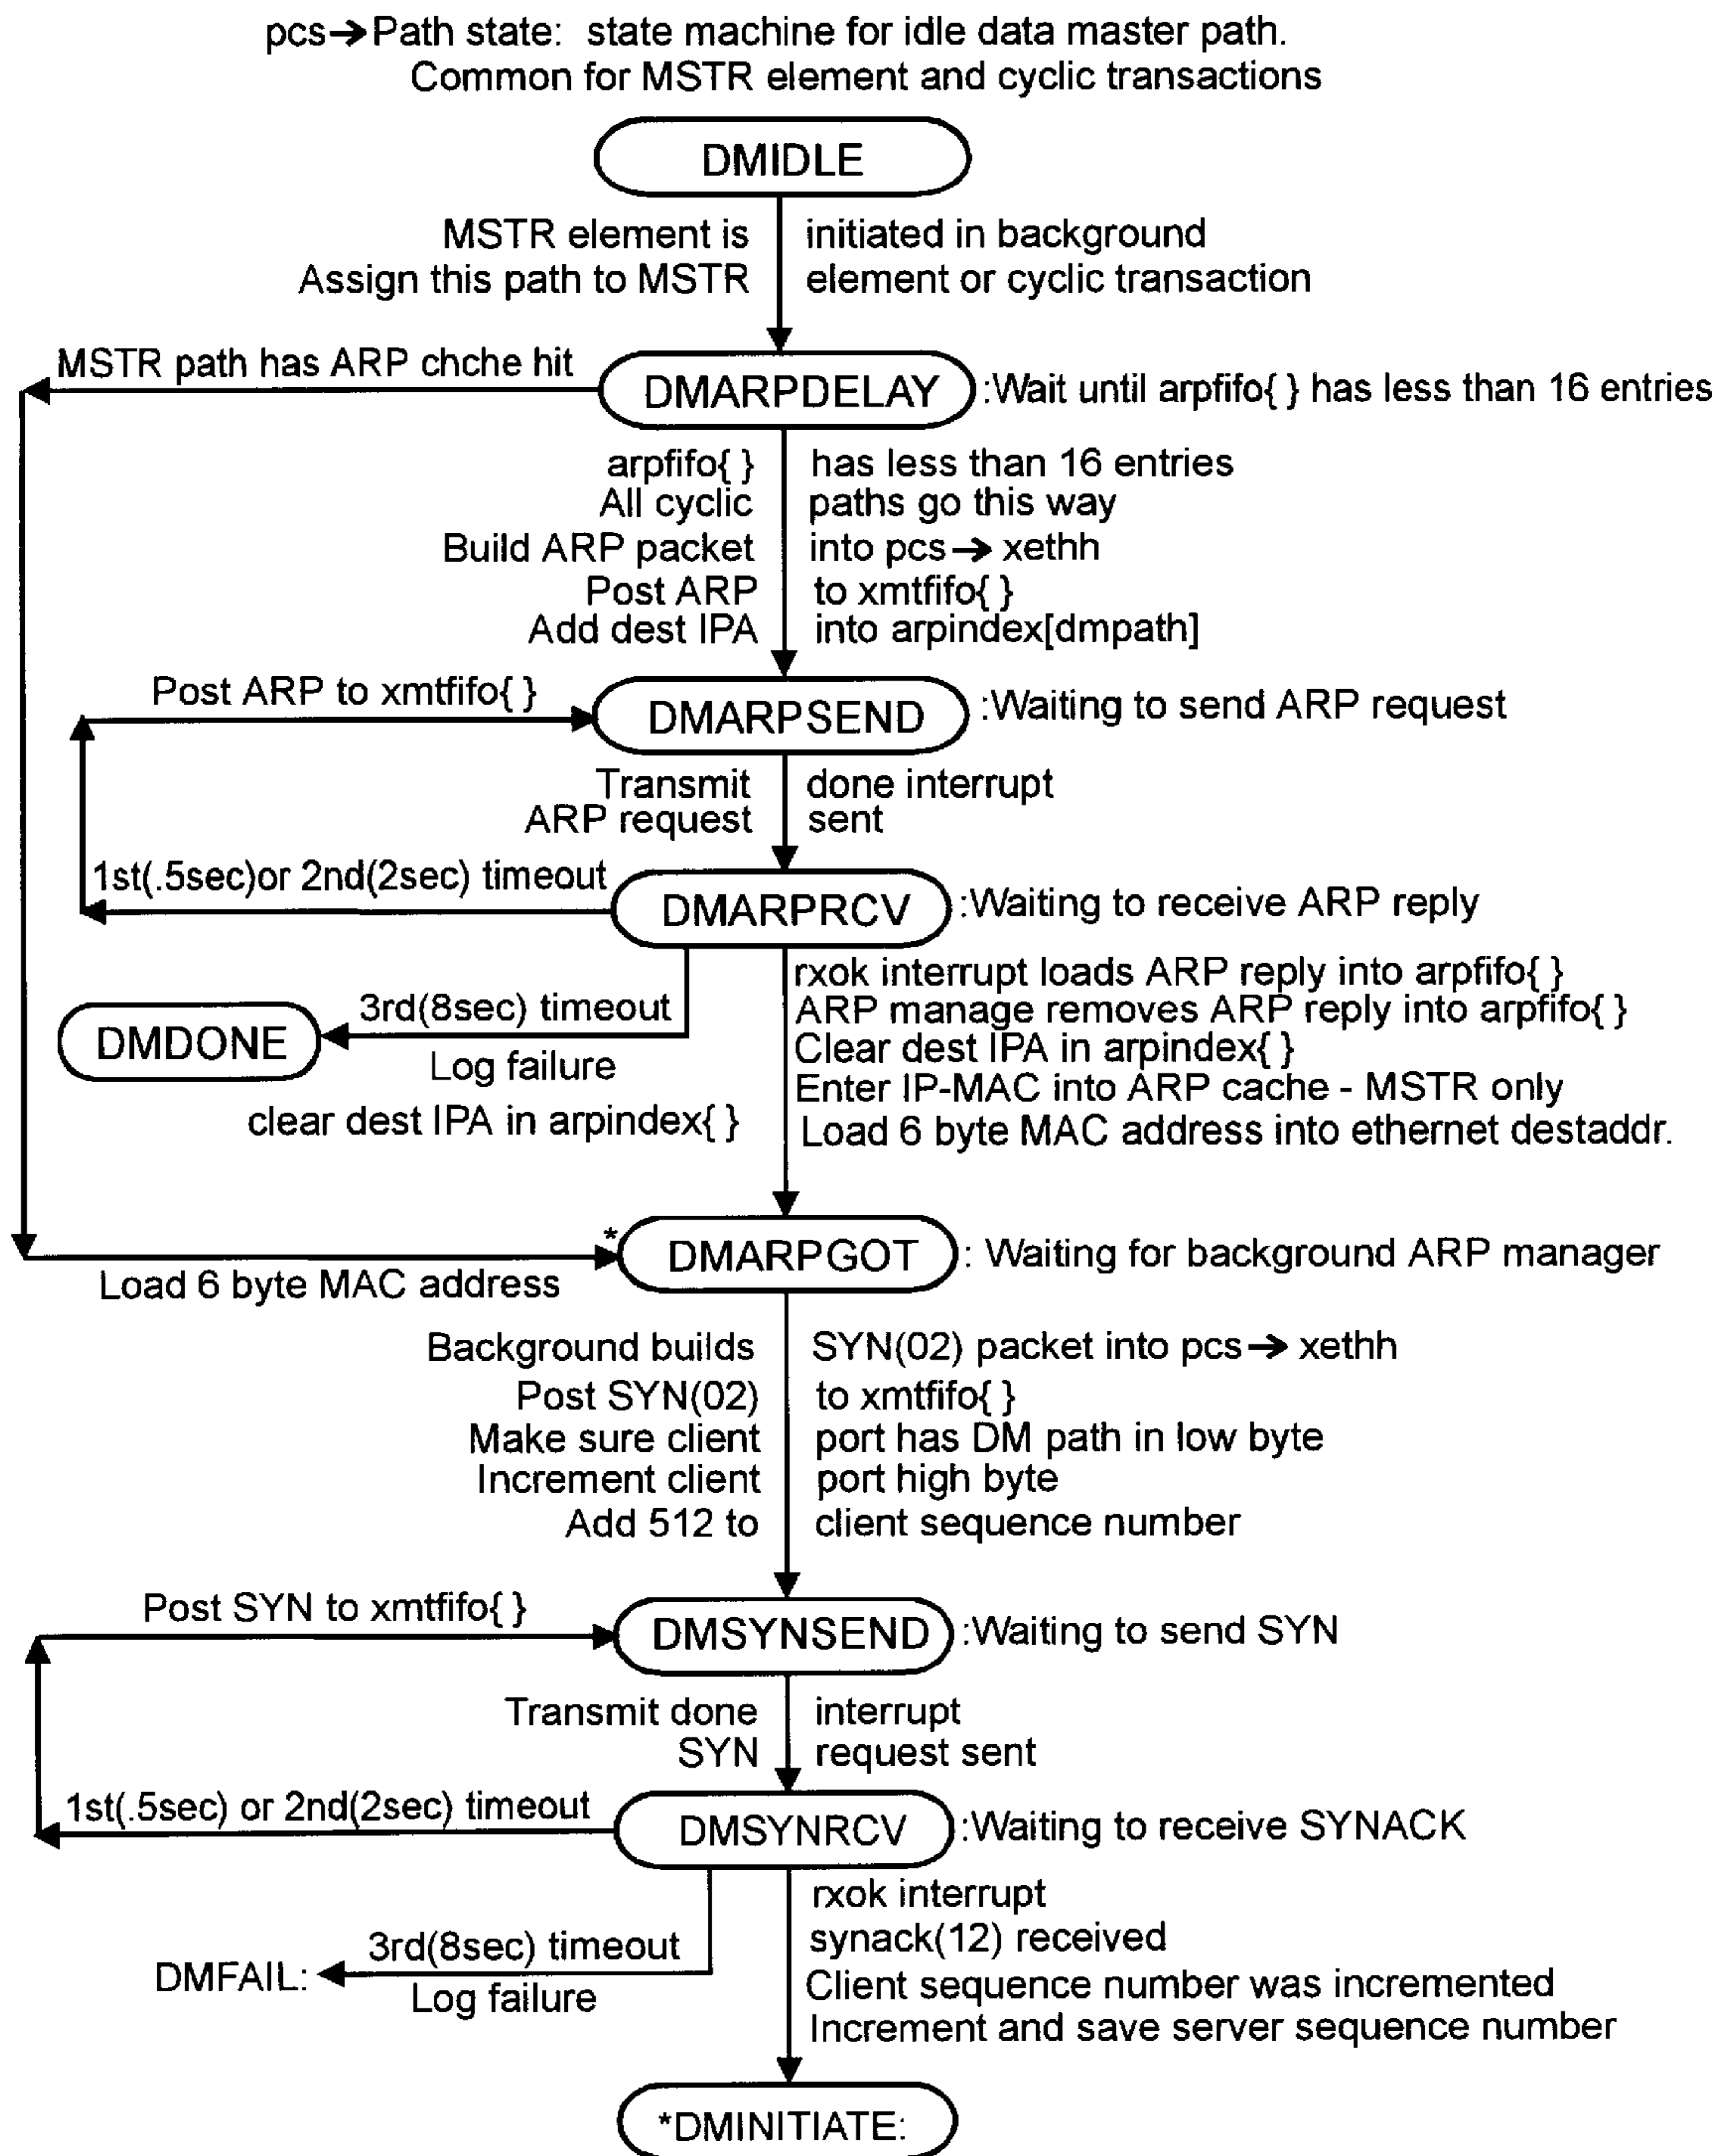 pcs→Path state: state machine for idle data master path.
Common for MSTR element and cyclic transactions
DMIDLE
MSTR element is initiated in background
Assign this path to MSTR element or cyclic transaction
MSTR path has ARP chche hit
DMARPDELAY :Wait until arpfifo{ } has less than 16 entries
arpfifo{ } has less than 16 entries
All cyclic paths go this way
Build ARP packet into pcs→ xethh
Post ARP to xmtfifo{ }
Add dest IPA into arpindex[dmpath]
Post ARP to xmtfifo{ }
DMARPSEND :Waiting to send ARP request
Transmit done interrupt
ARP request sent
1st(.5sec)or 2nd(2sec) timeout
DMARPRCV :Waiting to receive ARP reply
rxok interrupt loads ARP reply into arpfifo{ }
ARP manage removes ARP reply into arpfifo{ }
Clear dest IPA in arpindex{ }
Enter IP-MAC into ARP cache - MSTR only
Load 6 byte MAC address into ethernet destaddr.
3rd(8sec) timeout
DMDONE
Log failure
clear dest IPA in arpindex{ }
* DMARPGOT : Waiting for background ARP manager
Load 6 byte MAC address
Background builds SYN(02) packet into pcs→ xethh
Post SYN(02) to xmtfifo{ }
Make sure client port has DM path in low byte
Increment client port high byte
Add 512 to client sequence number
Post SYN to xmtfifo{ }
DMSYNSEND :Waiting to send SYN
Transmit done interrupt
SYN request sent
1st(.5sec) or 2nd(2sec) timeout
DMSYNRCV :Waiting to receive SYNACK
rxok interrupt
synack(12) received
Client sequence number was incremented
Increment and save server sequence number
3rd(8sec) timeout
DMFAIL:
Log failure
*DMINITIATE: